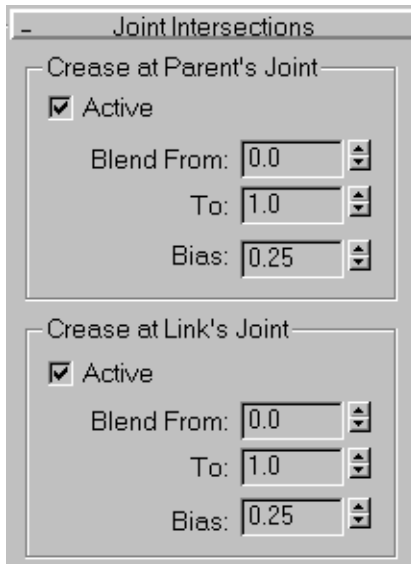 - Joint Intersections
Crease at Parent's Joint
Active
Blend From: 0.0
To: 1.0
Bias: 0.25
Crease at Link's Joint
Active
Blend From: 0.0
To: 1.0
Bias: 0.25